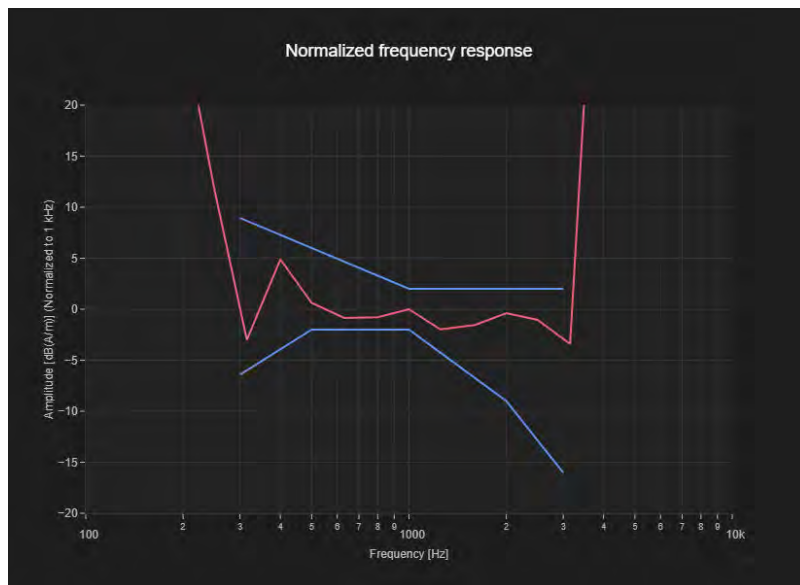 Normalized frequency response
Amplitude [dB(A/m)] (Normalized to 1 kHz)
20
15
10
5
0
−5
−10
−15
−20
100 2 3 4 5 6 7 8 9 1000 2 3 4 5 6 7 8 9 10k
Frequency [Hz]